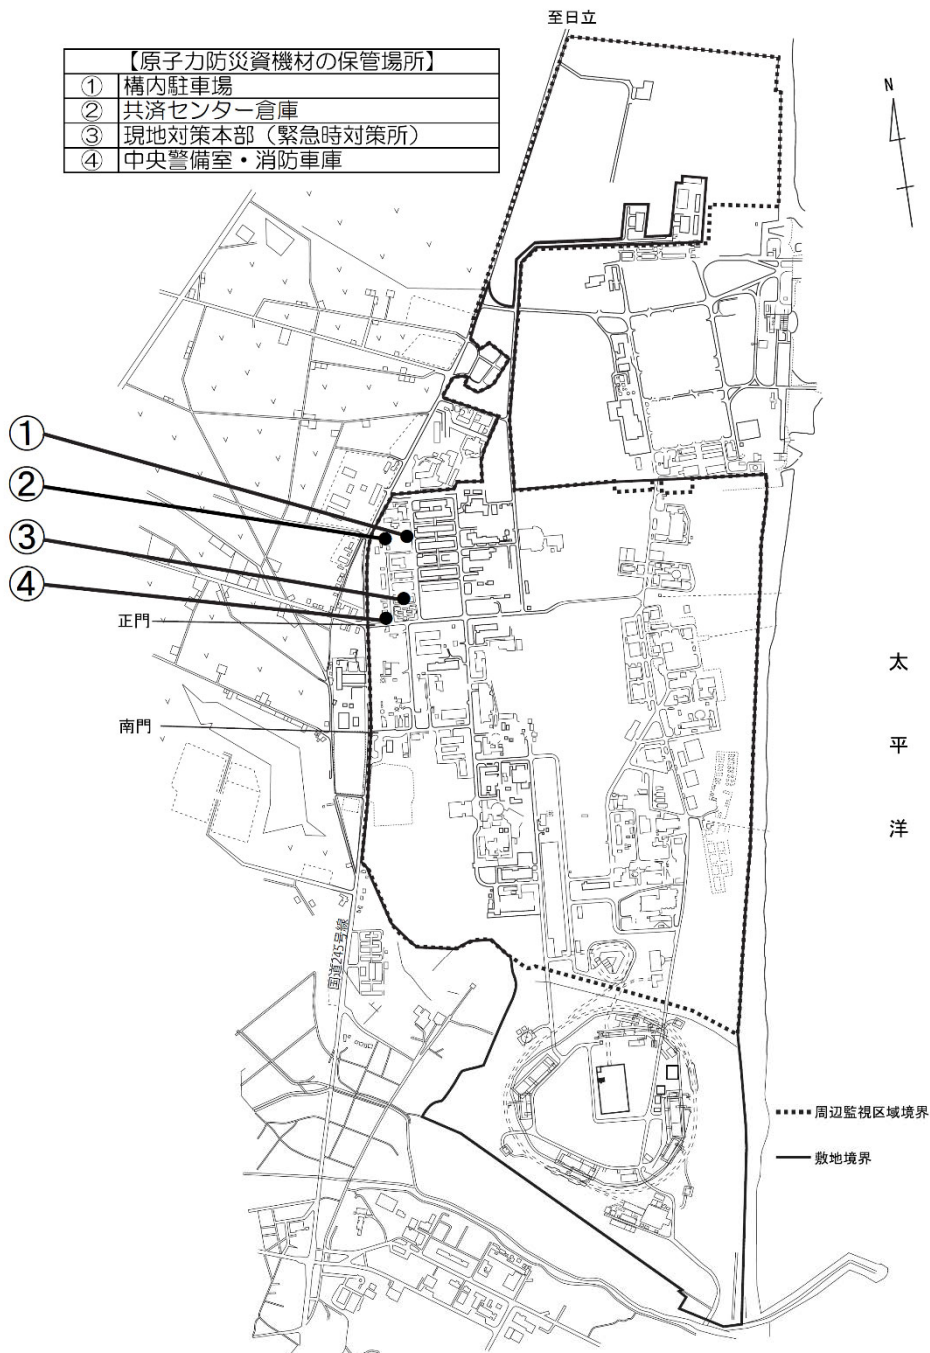 至日立
【原子力防災資機材の保管場所】
① 構内駐車場
② 共済センター倉庫
③ 現地対策本部（緊急時対策所）
④ 中央警備室・消防車庫
N
①
②
③
④
正門
南門
太平洋
国道245号線
周辺監視区域境界
敷地境界